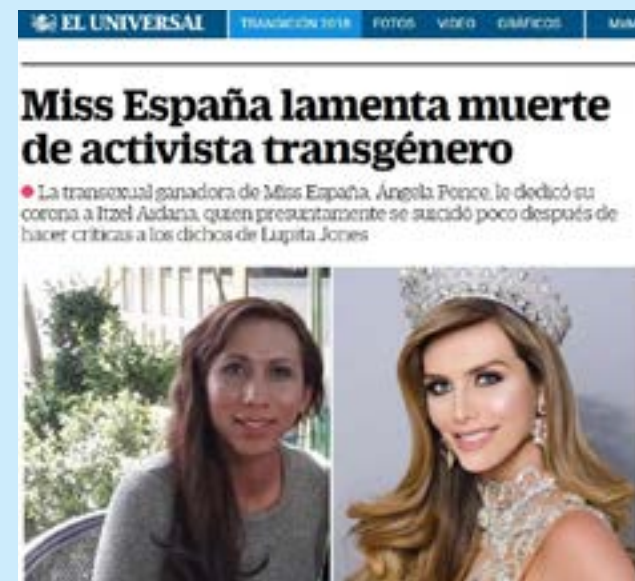 EL UNIVERSAL TRANSICIÓN 2018 FOTOS VIDEO GRÁFICOS
Miss España lamenta muerte
de activista transgénero
La transexual ganadora de Miss España, Ángela Ponce, le dedicó su
corona a Itzel Aidana, quien presuntamente se suicidó poco después de
hacer críticas a los dichos de Lupita Jones